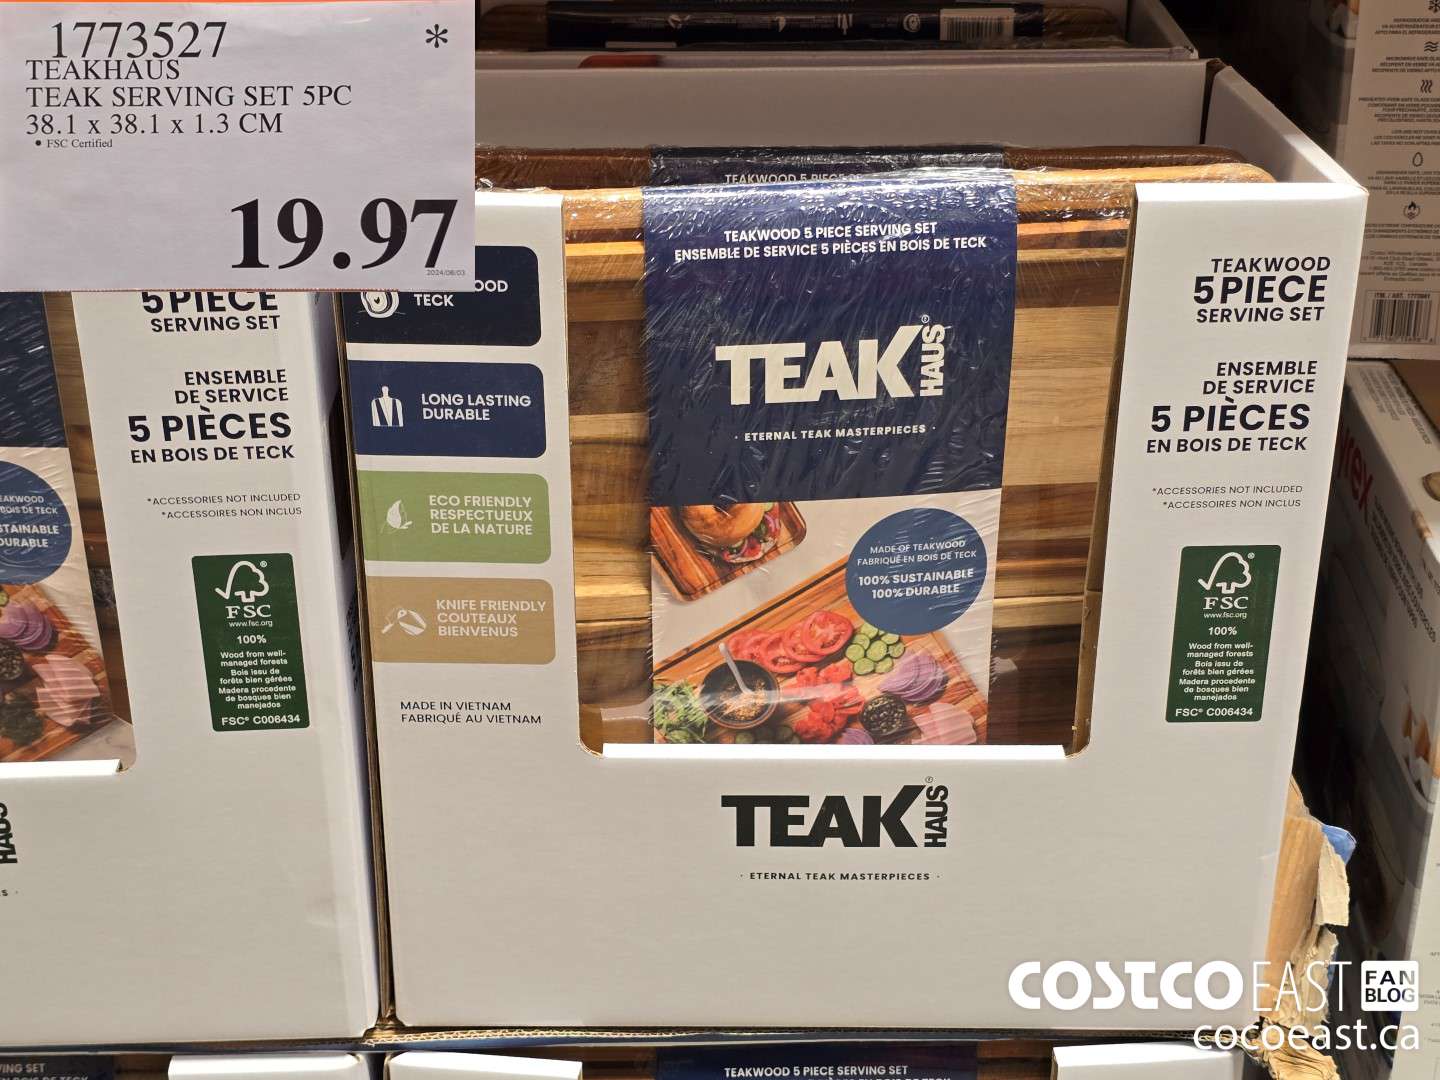 1773527 *
TEAKHAUS
TEAK SERVING SET 5PC
38.1 x 38.1 x 1.3 CM
• FSC Certified
19.97
2024/06/03
5 PIECE
SERVING SET
ENSEMBLE
DE SERVICE
5 PIÈCES
EN BOIS DE TECK
*ACCESSORIES NOT INCLUDED
*ACCESSOIRES NON INCLUS
FSC®
www.fsc.org
100%
Wood from well-
managed forests
Bois issu de
forêts bien gérées
Madera procedente
de bosques bien
manejados
FSC® C006434
TECK
LONG LASTING
DURABLE
ECO FRIENDLY
RESPECTUEUX
DE LA NATURE
KNIFE FRIENDLY
COUTEAUX
BIENVENUS
MADE IN VIETNAM
FABRIQUÉ AU VIETNAM
TEAKWOOD 5 PIECE SERVING SET
ENSEMBLE DE SERVICE 5 PIÈCES EN BOIS DE TECK
TEAK HAUS®
· ETERNAL TEAK MASTERPIECES ·
MADE OF TEAKWOOD
FABRIQUÉ EN BOIS DE TECK
100% SUSTAINABLE
100% DURABLE
TEAK HAUS®
· ETERNAL TEAK MASTERPIECES ·
TEAKWOOD
5 PIECE
SERVING SET
ENSEMBLE
DE SERVICE
5 PIÈCES
EN BOIS DE TECK
*ACCESSORIES NOT INCLUDED
*ACCESSOIRES NON INCLUS
FSC®
www.fsc.org
100%
Wood from well-
managed forests
Bois issu de
forêts bien gérées
Madera procedente
de bosques bien
manejados
FSC® C006434
TEAKWOOD 5 PIECE SERVING SET
COSTCO EAST FAN BLOG
cocoeast.ca